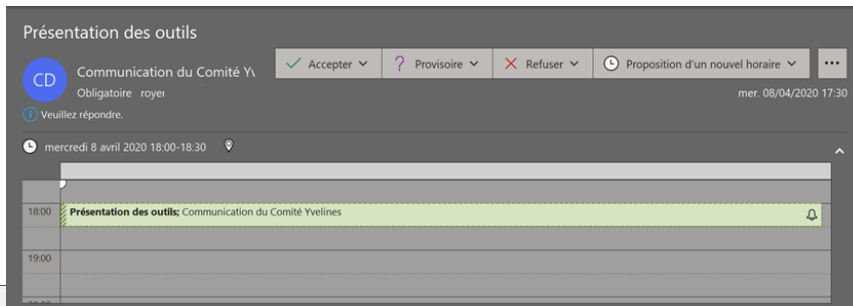 Présentation des outils
Accepter Provisoire Refuser Proposition d'un nouvel horaire
CD
Communication du Comité
Obligatoire
mer. 08/04/2020 17:30
Veuillez répondre.
mercredi 8 avril 2020 18:00-18:30
18:00 Présentation des outils; Communication du Comité Yvelines
19:00